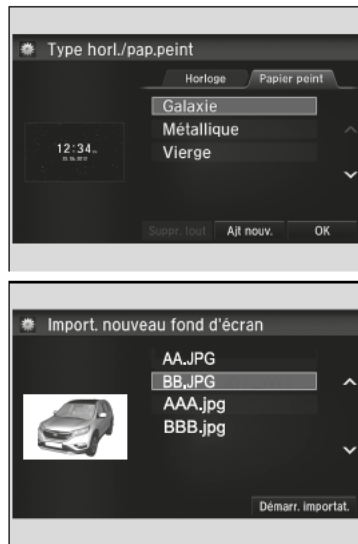 Type horl./pap.peint
Horloge Papier peint
Galaxie
Métallique
Vierge
12:34
Suppr. tout Ajt nouv. OK
Import. nouveau fond d'écran
AA.JPG
BB.JPG
AAA.jpg
BBB.jpg
Démarr. importat.